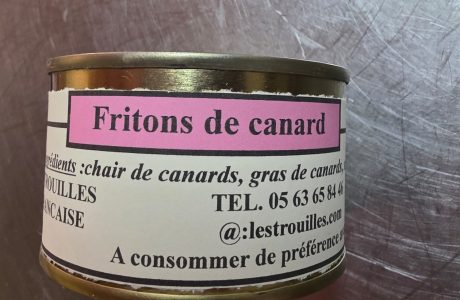 Fritons de canard
:chair de canards, gras de canards,
TEL. 05 63 65 84 46
@:lestrouilles.com
A consommer de préférence